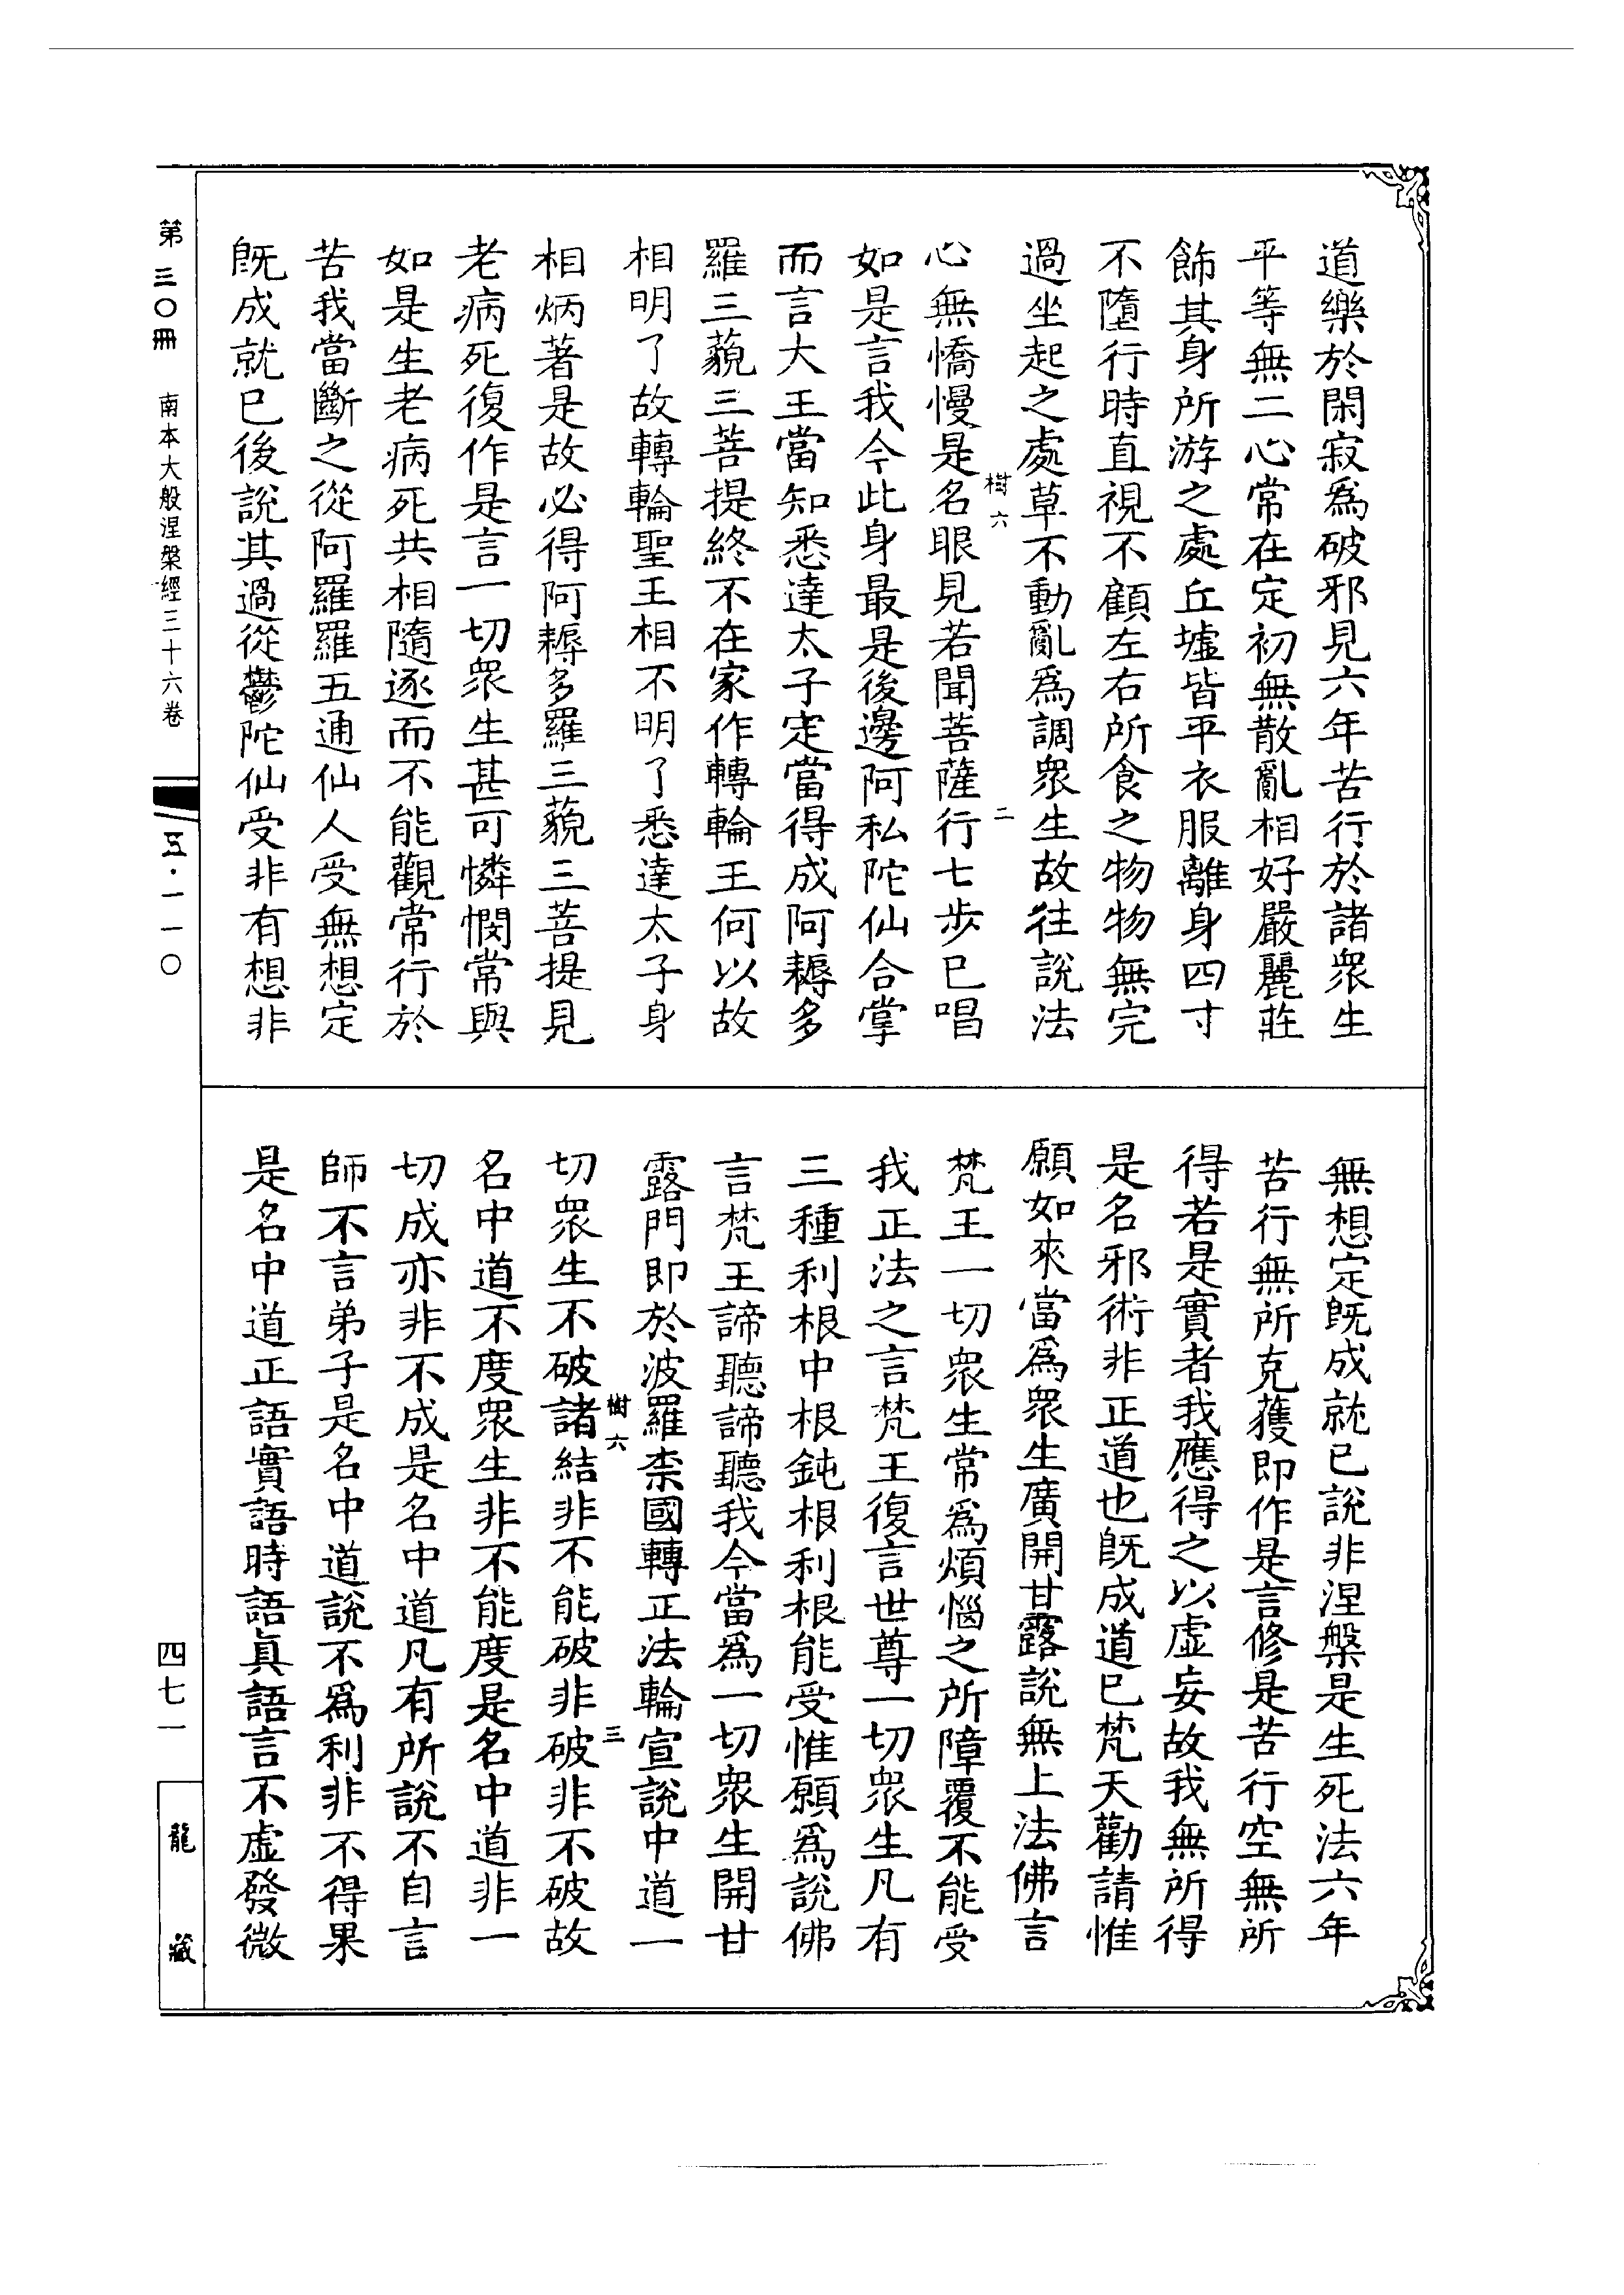 道樂於閑寂為破邪見六年苦行於諸衆生
平等無二心常在定初無散亂相好嚴麗莊
飾其身所游之處丘墟皆平衣服離身四寸
不墮行時直視不顧左右所食之物物無完
過坐起之處草不動亂為調衆生故往說法
樹六 二
心無憍慢是名眼見若聞菩薩行七步已唱
如是言我今此身最是後邊阿私陀仙合掌
而言大王當知悉達太子定當得成阿耨多
羅三藐三菩提終不在家作轉輪王何以故
相明了故轉輪聖王相不明了悉達太子身
相炳著是故必得阿耨多羅三藐三菩提見
老病死復作是言一切衆生甚可憐憫常與
如是生老病死共相隨逐而不能觀常行於
苦我當斷之從阿羅羅五通仙人受無想定
既成就已後說其過從鬱陀仙受非有想非
無想定既成就已說非涅槃是生死法六年
苦行無所克獲即作是言修是苦行空無所
得若是實者我應得之以虛妄故我無所得
是名邪術非正道也既成道已梵天勸請惟
願如來當為衆生廣開甘露說無上法佛言
梵王一切衆生常為煩惱之所障覆不能受
我正法之言梵王復言世尊一切衆生凡有
三種利根中根鈍根利根能受惟願為說佛
言梵王諦聽諦聽我今當為一切衆生開甘
露門即於波羅柰國轉正法輪宣說中道一
樹六 三
切衆生不破諸結非不能破非破非不破故
名中道不度衆生非不能度是名中道非一
切成亦非不成是名中道凡有所說不自言
師不言弟子是名中道說不為利非不得果
是名中道正語實語時語真語言不虛發微
第三〇冊 南本大般涅槃經三十六卷 五·一一〇
四七一
龍藏